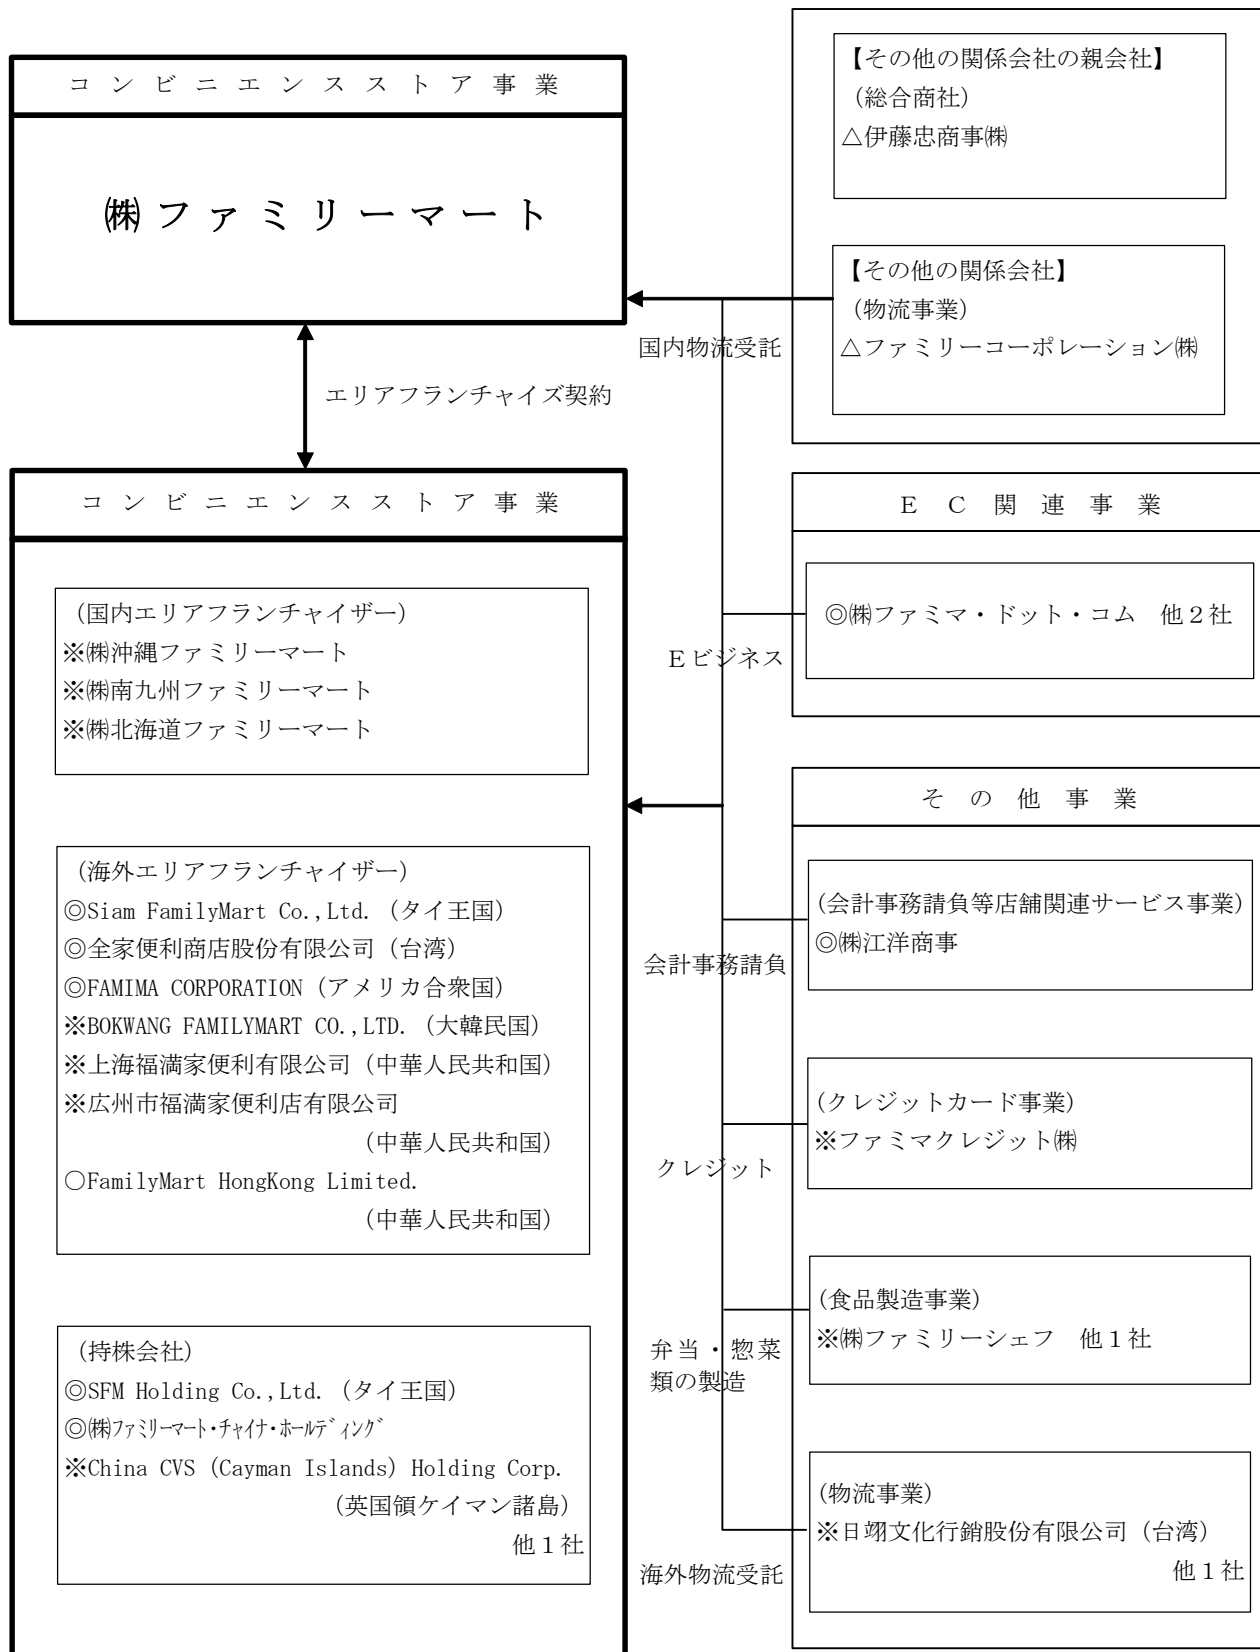 コンビニエンスストア事業
㈱ファミリーマート
エリアフランチャイズ契約
コンビニエンスストア事業
(国内エリアフランチャイザー)
※㈱沖縄ファミリーマート
※㈱南九州ファミリーマート
※㈱北海道ファミリーマート
(海外エリアフランチャイザー)
◎Siam FamilyMart Co.,Ltd.(タイ王国)
◎全家便利商店股份有限公司(台湾)
◎FAMIMA CORPORATION(アメリカ合衆国)
※BOKWANG FAMILYMART CO.,LTD.(大韓民国)
※上海福満家便利有限公司(中華人民共和国)
※広州市福満家便利店有限公司
(中華人民共和国)
○FamilyMart HongKong Limited.
(中華人民共和国)
(持株会社)
◎SFM Holding Co.,Ltd.(タイ王国)
◎㈱ファミリーマート・チャイナ・ホールディング
※China CVS (Cayman Islands) Holding Corp.
(英国領ケイマン諸島)
他1社
国内物流受託
Eビジネス
会計事務請負
クレジット
弁当・惣菜
類の製造
海外物流受託
【その他の関係会社の親会社】
(総合商社)
△伊藤忠商事㈱
【その他の関係会社】
(物流事業)
△ファミリーコーポレーション㈱
EC関連事業
◎㈱ファミマ・ドット・コム 他2社
その他事業
(会計事務請負等店舗関連サービス事業)
◎㈱江洋商事
(クレジットカード事業)
※ファミマクレジット㈱
(食品製造事業)
※㈱ファミリーシェフ 他1社
(物流事業)
※日翊文化行銷股份有限公司(台湾)
他1社